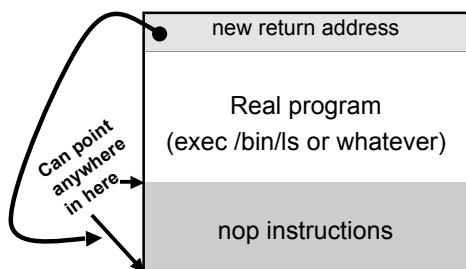 new return address
Real program
(exec /bin/ls or whatever)
Can point
anywhere
in here
nop instructions